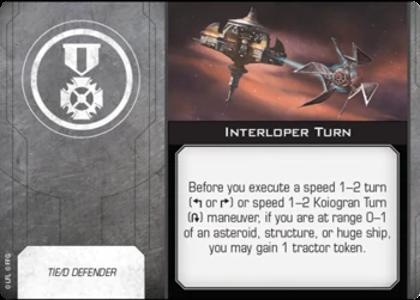 INTERLOPER TURN
Before you execute a speed 1–2 turn
(↰ or ↱) or speed 1–2 Koiogran Turn
(↶) maneuver, if you are at range 0–1
of an asteroid, structure, or huge ship,
you may gain 1 tractor token.
TIE/D DEFENDER
© LFL © FFG